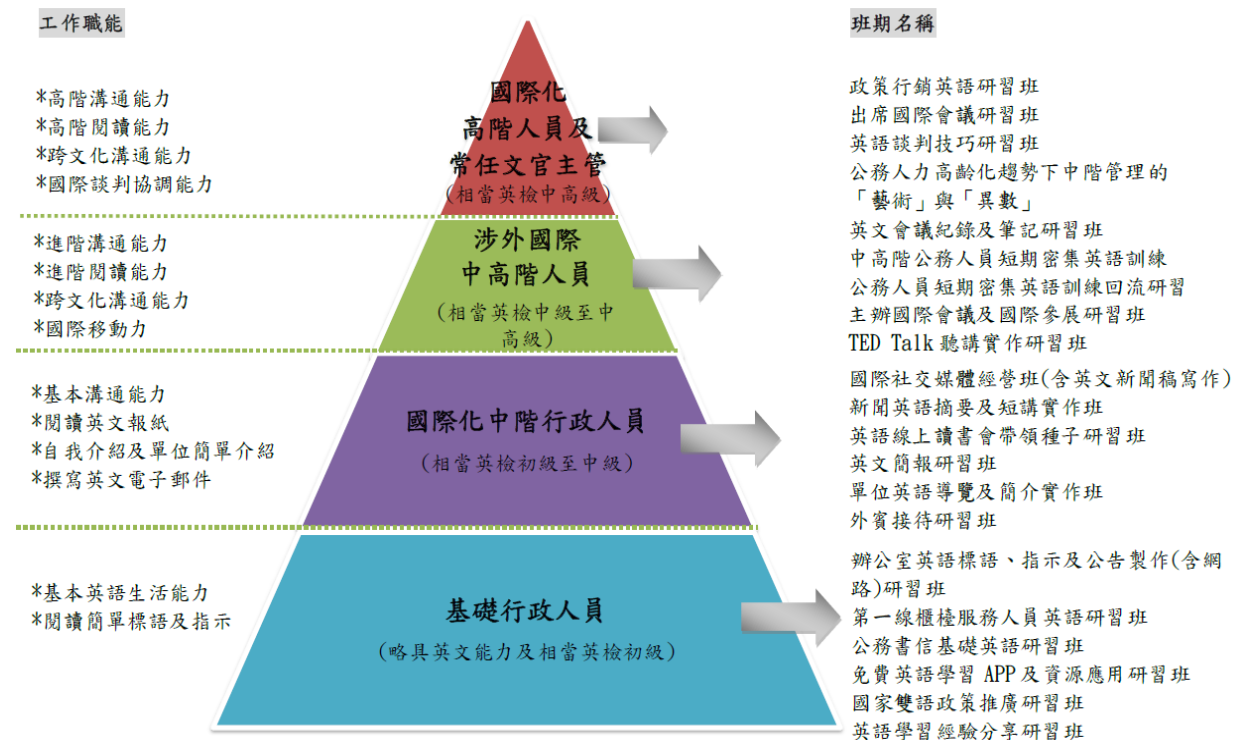 工作職能
班期名稱
*高階溝通能力
*高階閱讀能力
*跨文化溝通能力
*國際談判協調能力
國際化
高階人員及
常任文官主管
(相當英檢中高級)
政策行銷英語研習班
出席國際會議研習班
英語談判技巧研習班
公務人力高齡化趨勢下中階管理的
「藝術」與「異數」
*進階溝通能力
*進階閱讀能力
*跨文化溝通能力
*國際移動力
涉外國際
中高階人員
(相當英檢中級至中
高級)
英文會議紀錄及筆記研習班
中高階公務人員短期密集英語訓練
公務人員短期密集英語訓練回流研習
主辦國際會議及國際參展研習班
TED Talk 聽講實作研習班
*基本溝通能力
*閱讀英文報紙
*自我介紹及單位簡單介紹
*撰寫英文電子郵件
國際化中階行政人員
(相當英檢初級至中級)
國際社交媒體經營班(含英文新聞稿寫作)
新聞英語摘要及短講實作班
英語線上讀書會帶領種子研習班
英文簡報研習班
單位英語導覽及簡介實作班
外賓接待研習班
*基本英語生活能力
*閱讀簡單標語及指示
基礎行政人員
(略具英文能力及相當英檢初級)
辦公室英語標語、指示及公告製作(含網
路)研習班
第一線櫃檯服務人員英語研習班
公務書信基礎英語研習班
免費英語學習 APP 及資源應用研習班
國家雙語政策推廣研習班
英語學習經驗分享研習班